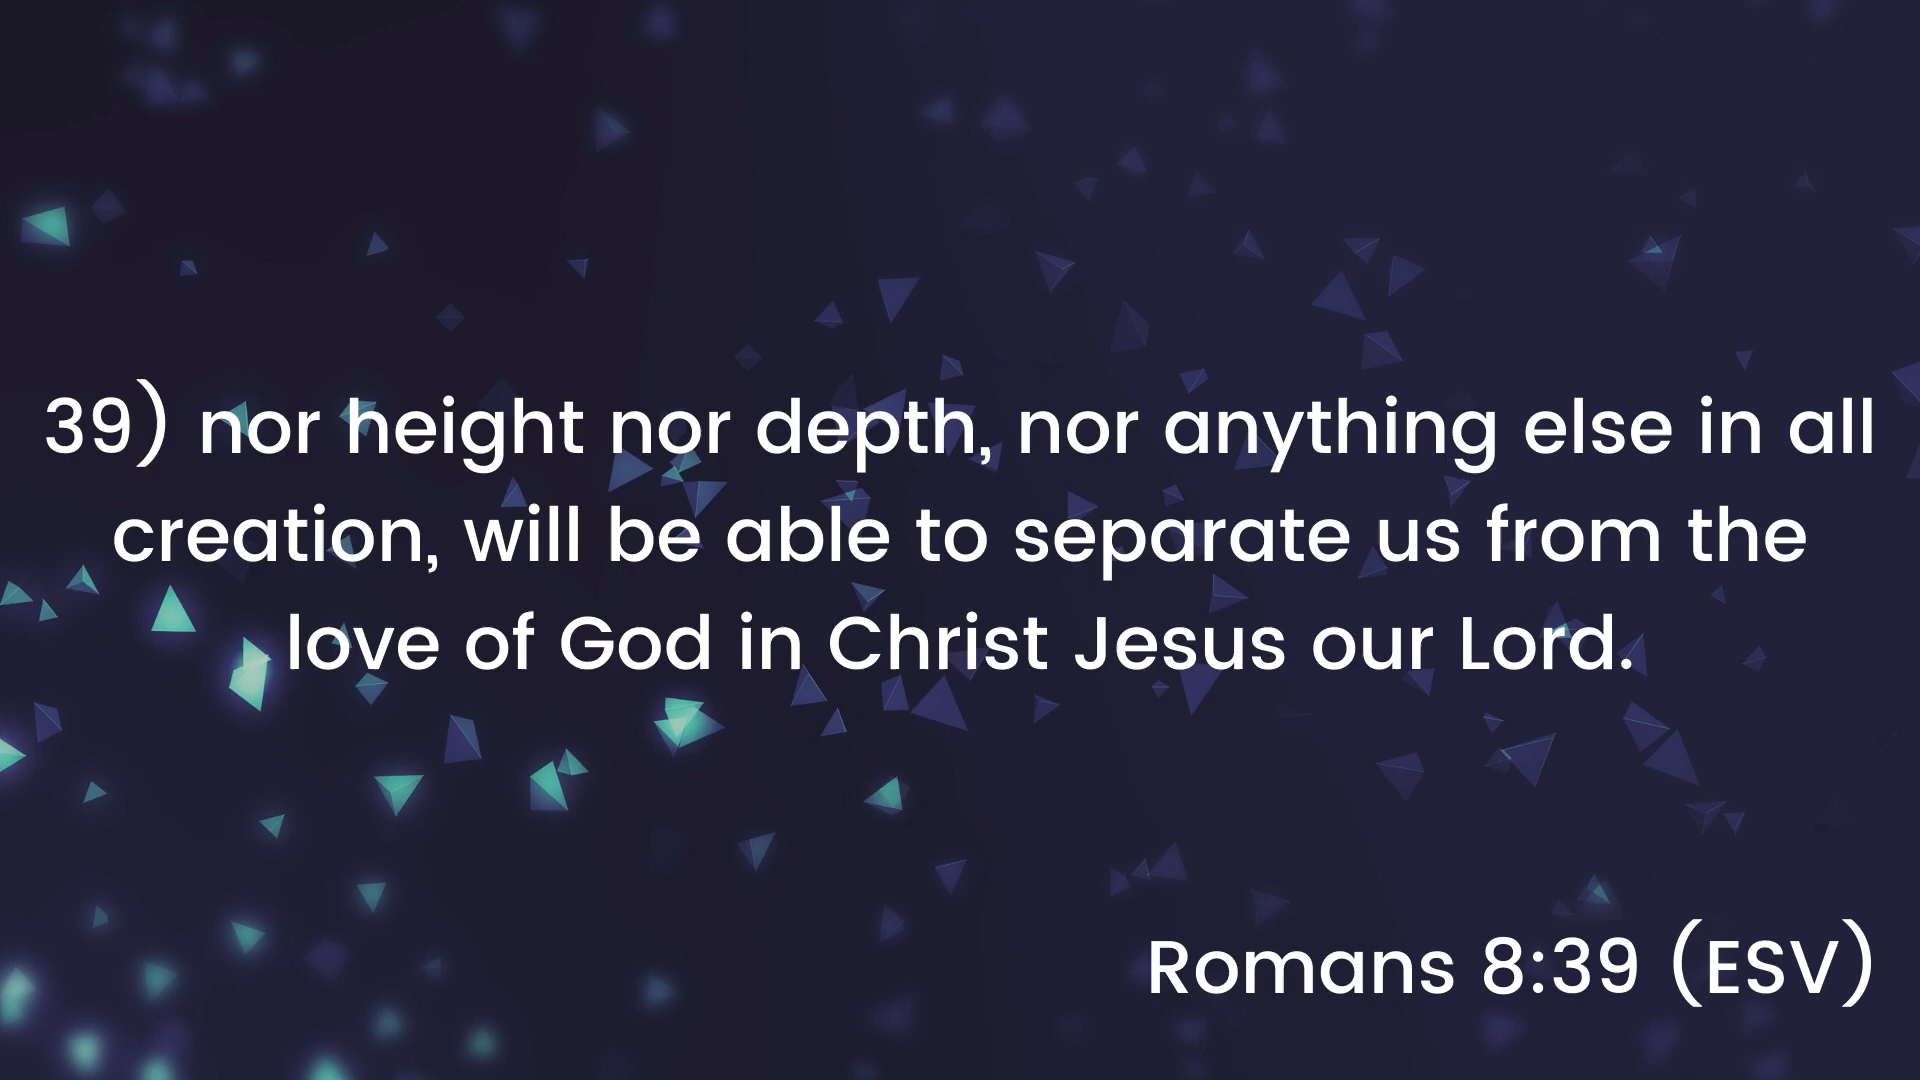 39) nor height nor depth, nor anything else in all
creation, will be able to separate us from the
love of God in Christ Jesus our Lord.
Romans 8:39 (ESV)